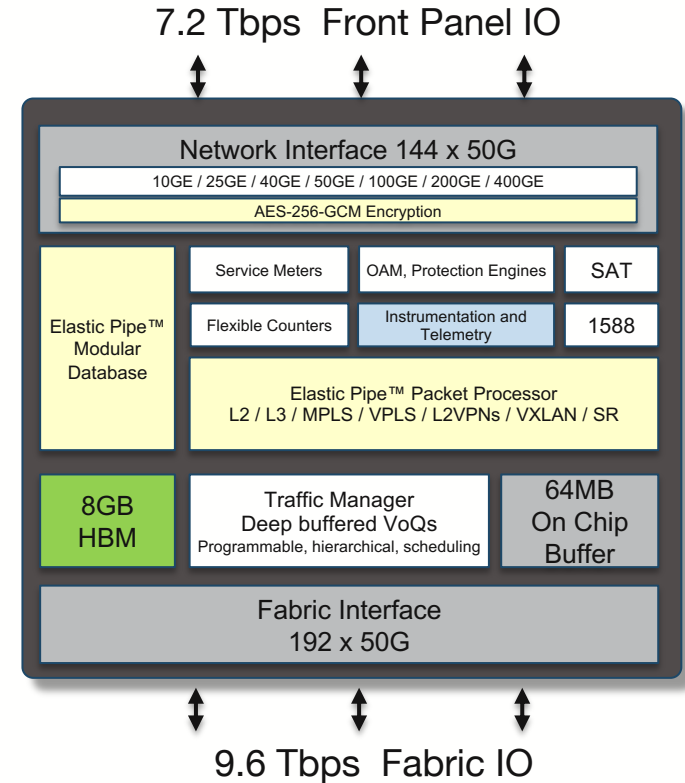 7.2 Tbps Front Panel IO
Network Interface 144 x 50G
10GE / 25GE / 40GE / 50GE / 100GE / 200GE / 400GE
AES-256-GCM Encryption
Elastic Pipe™
Modular
Database
Service Meters
OAM, Protection Engines
SAT
Flexible Counters
Instrumentation and
Telemetry
1588
Elastic Pipe™ Packet Processor
L2 / L3 / MPLS / VPLS / L2VPNs / VXLAN / SR
8GB
HBM
Traffic Manager
Deep buffered VoQs
Programmable, hierarchical, scheduling
64MB
On Chip
Buffer
Fabric Interface
192 x 50G
9.6 Tbps Fabric IO